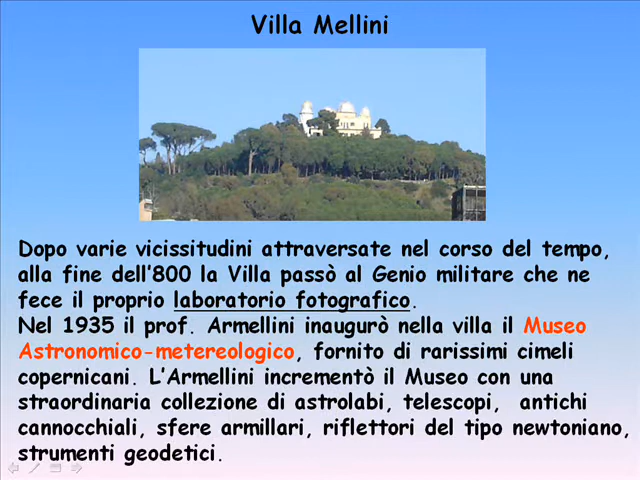 Villa Mellini
Dopo varie vicissitudini attraversate nel corso del tempo,
alla fine dell'800 la Villa passò al Genio militare che ne
fece il proprio laboratorio fotografico.
Nel 1935 il prof. Armellini inaugurò nella villa il Museo
Astronomico-metereologico, fornito di rarissimi cimeli
copernicani. L'Armellini incrementò il Museo con una
straordinaria collezione di astrolabi, telescopi, antichi
cannocchiali, sfere armillari, riflettori del tipo newtoniano,
strumenti geodetici.